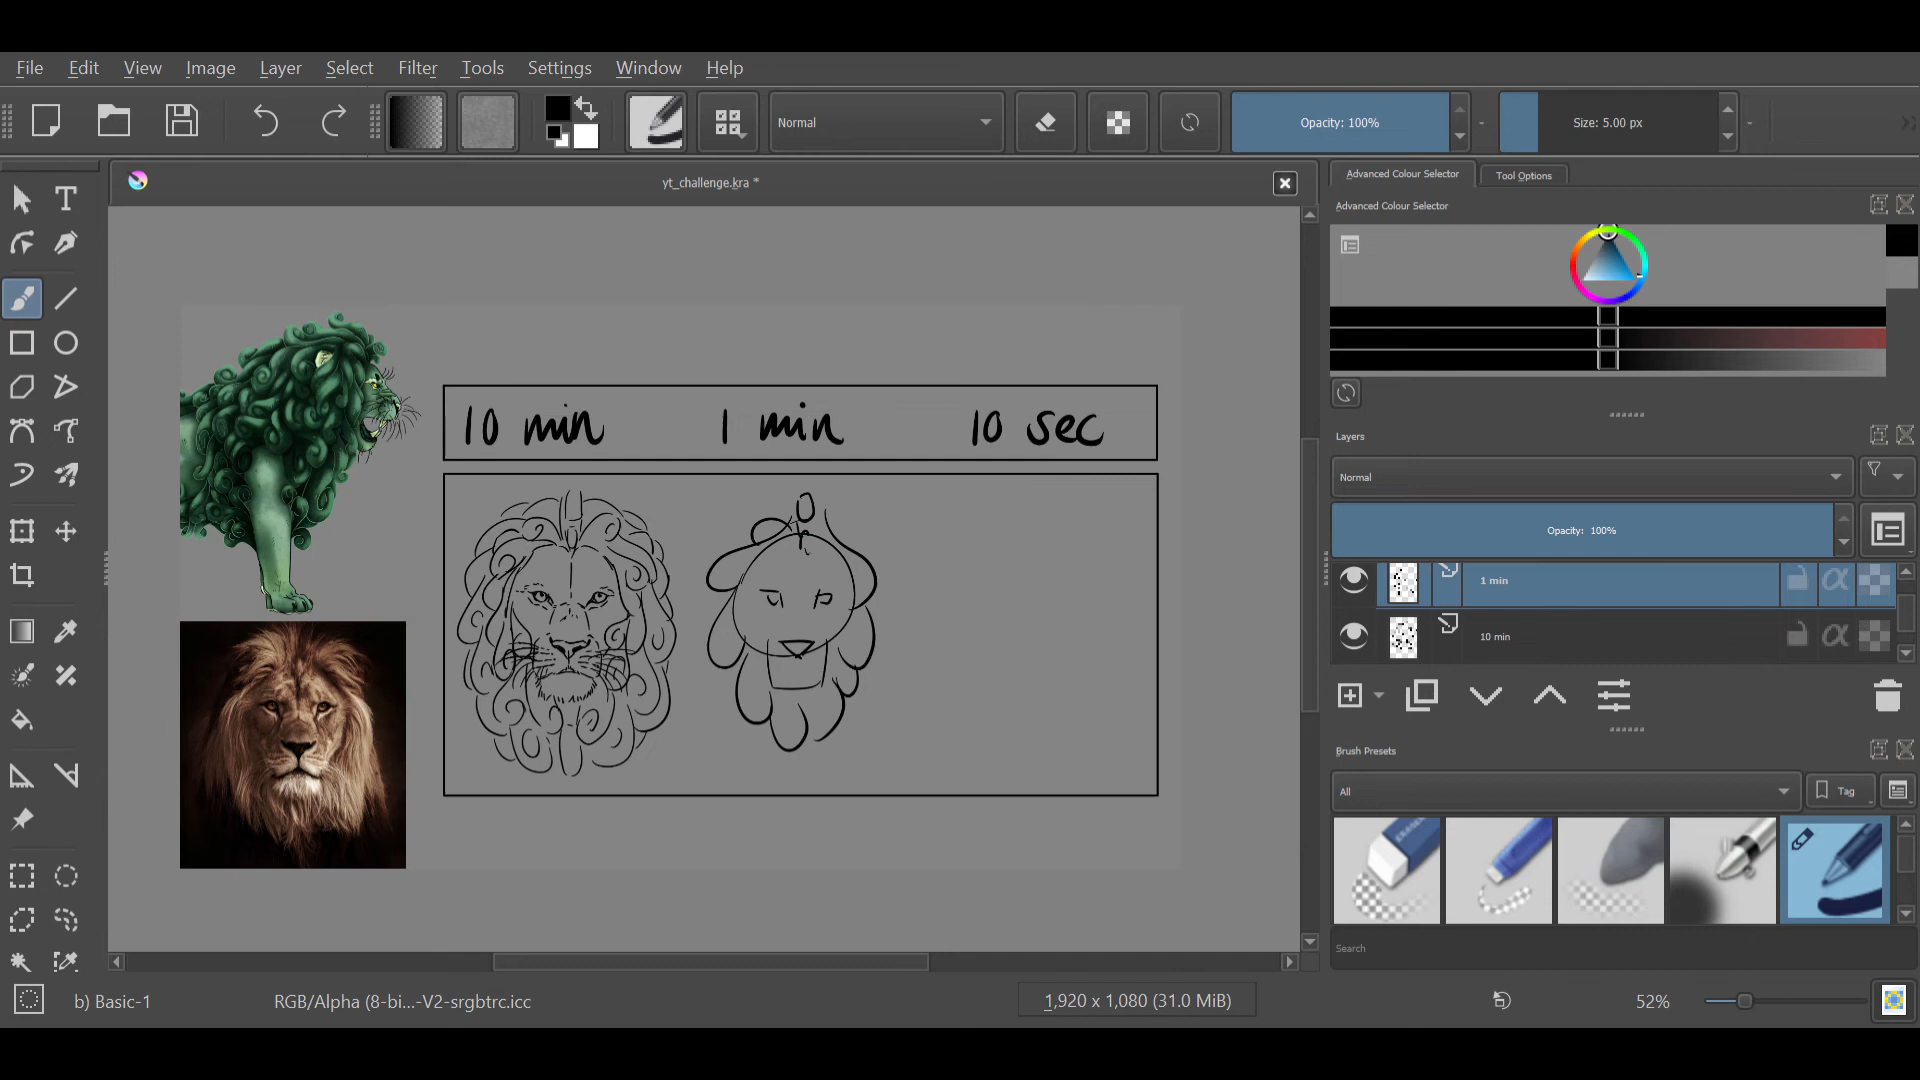 File Edit View Image Layer Select Filter Tools Settings Window Help
Normal
Opacity: 100%
Size: 5.00 px
yt_challenge.kra *
Advanced Colour Selector
Tool Options
Advanced Colour Selector
10 min 1 min 10 sec
Layers
Normal
Opacity: 100%
1 min
10 min
Brush Presets
All
Tag
ERASER
Search
b) Basic-1
RGB/Alpha (8-bi...-V2-srgbtrc.icc
1,920 x 1,080 (31.0 MiB)
52%